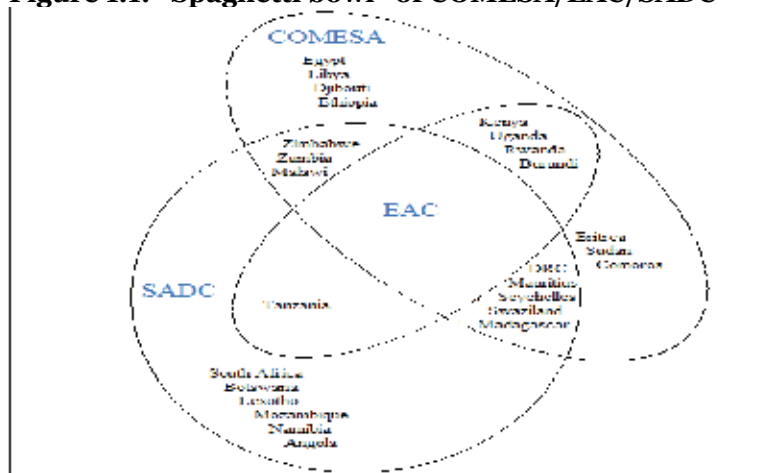 Figure 1.1. "Spaghetti bowl" of COMESA/EAC/SADC
COMESA
Egypt
Libya
Djibouti
Ethiopia
Kenya
Uganda
Rwanda
Burundi
Zimbabwe
Zambia
Malawi
EAC
Eritrea
Sudan
Comoros
Mauritius
Seychelles
Swaziland
Madagascar
SADC
Tanzania
South Africa
Botswana
Lesotho
Mozambique
Namibia
Angola